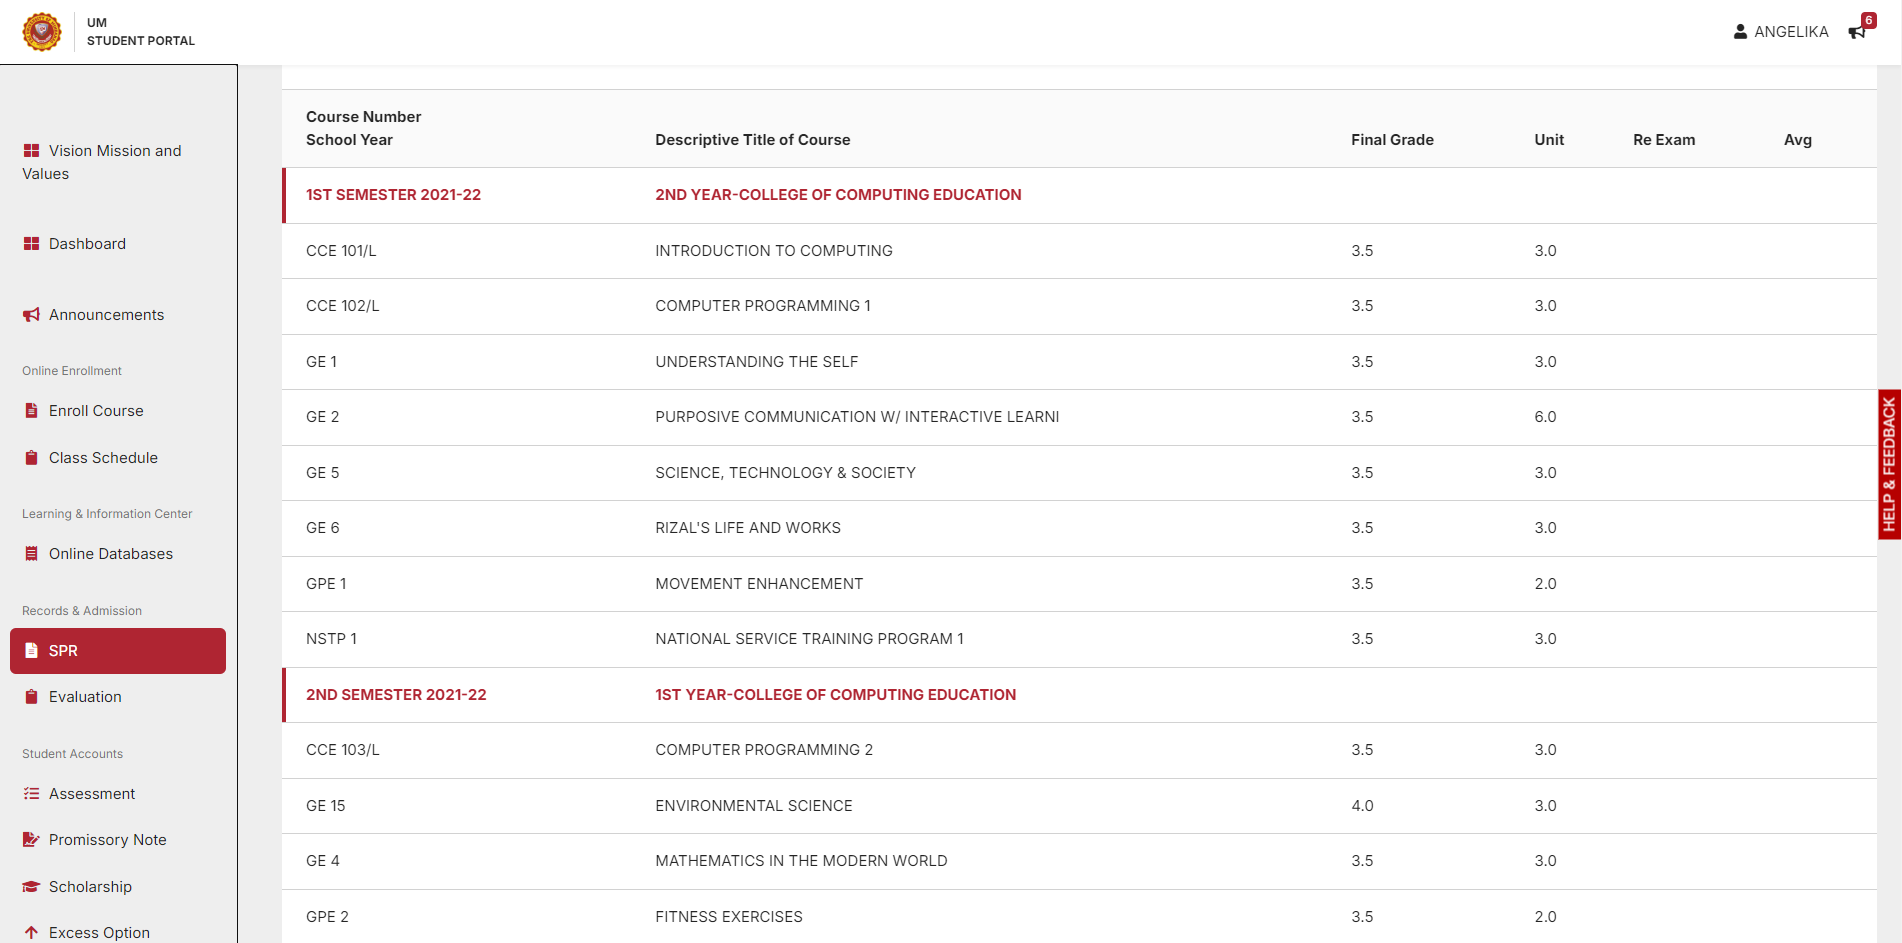 UM
STUDENT PORTAL
ANGELIKA
6
Vision Mission and
Values
Dashboard
Announcements
Online Enrollment
Enroll Course
Class Schedule
Learning & Information Center
Online Databases
Records & Admission
SPR
Evaluation
Student Accounts
Assessment
Promissory Note
Scholarship
Excess Option
Course Number
School Year Descriptive Title of Course Final Grade Unit Re Exam Avg
1ST SEMESTER 2021-22 2ND YEAR-COLLEGE OF COMPUTING EDUCATION
CCE 101/L INTRODUCTION TO COMPUTING 3.5 3.0
CCE 102/L COMPUTER PROGRAMMING 1 3.5 3.0
GE 1 UNDERSTANDING THE SELF 3.5 3.0
GE 2 PURPOSIVE COMMUNICATION W/ INTERACTIVE LEARNI 3.5 6.0
GE 5 SCIENCE, TECHNOLOGY & SOCIETY 3.5 3.0
GE 6 RIZAL'S LIFE AND WORKS 3.5 3.0
GPE 1 MOVEMENT ENHANCEMENT 3.5 2.0
NSTP 1 NATIONAL SERVICE TRAINING PROGRAM 1 3.5 3.0
2ND SEMESTER 2021-22 1ST YEAR-COLLEGE OF COMPUTING EDUCATION
CCE 103/L COMPUTER PROGRAMMING 2 3.5 3.0
GE 15 ENVIRONMENTAL SCIENCE 4.0 3.0
GE 4 MATHEMATICS IN THE MODERN WORLD 3.5 3.0
GPE 2 FITNESS EXERCISES 3.5 2.0
HELP & FEEDBACK